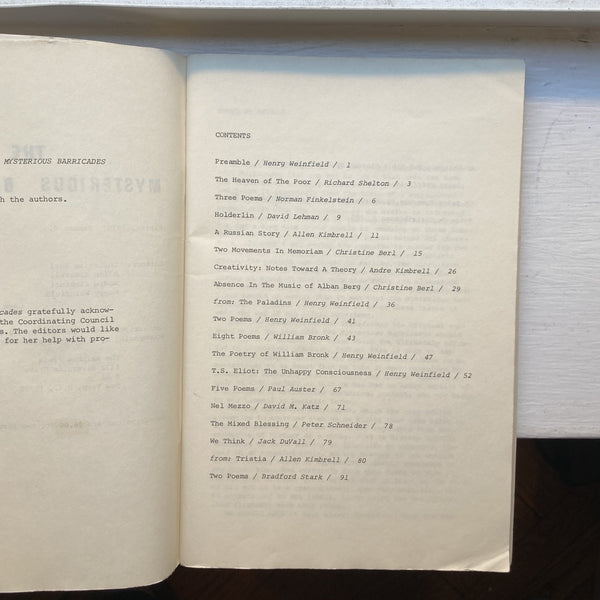 MYSTERIOUS BARRICADES
h the authors.
cades gratefully acknow-
the Coordinating Council
s. The editors would like
for her help with pro-
CONTENTS
Preamble / Henry Weinfield / 1
The Heaven of The Poor / Richard Shelton / 3
Three Poems / Norman Finkelstein / 6
Holderlin / David Lehman / 9
A Russian Story / Allen Kimbrell / 11
Two Movements In Memoriam / Christine Berl / 15
Creativity: Notes Toward A Theory / Andre Kimbrell / 26
Absence In The Music of Alban Berg / Christine Berl / 29
from: The Paladins / Henry Weinfield / 36
Two Poems / Henry Weinfield / 41
Eight Poems / William Bronk / 43
The Poetry of William Bronk / Henry Weinfield / 47
T.S. Eliot: The Unhappy Consciousness / Henry Weinfield / 52
Five Poems / Paul Auster / 67
Nel Mezzo / David M. Katz / 71
The Mixed Blessing / Peter Schneider / 78
We Think / Jack DuVall / 79
from: Tristia / Allen Kimbrell / 80
Two Poems / Bradford Stark / 91